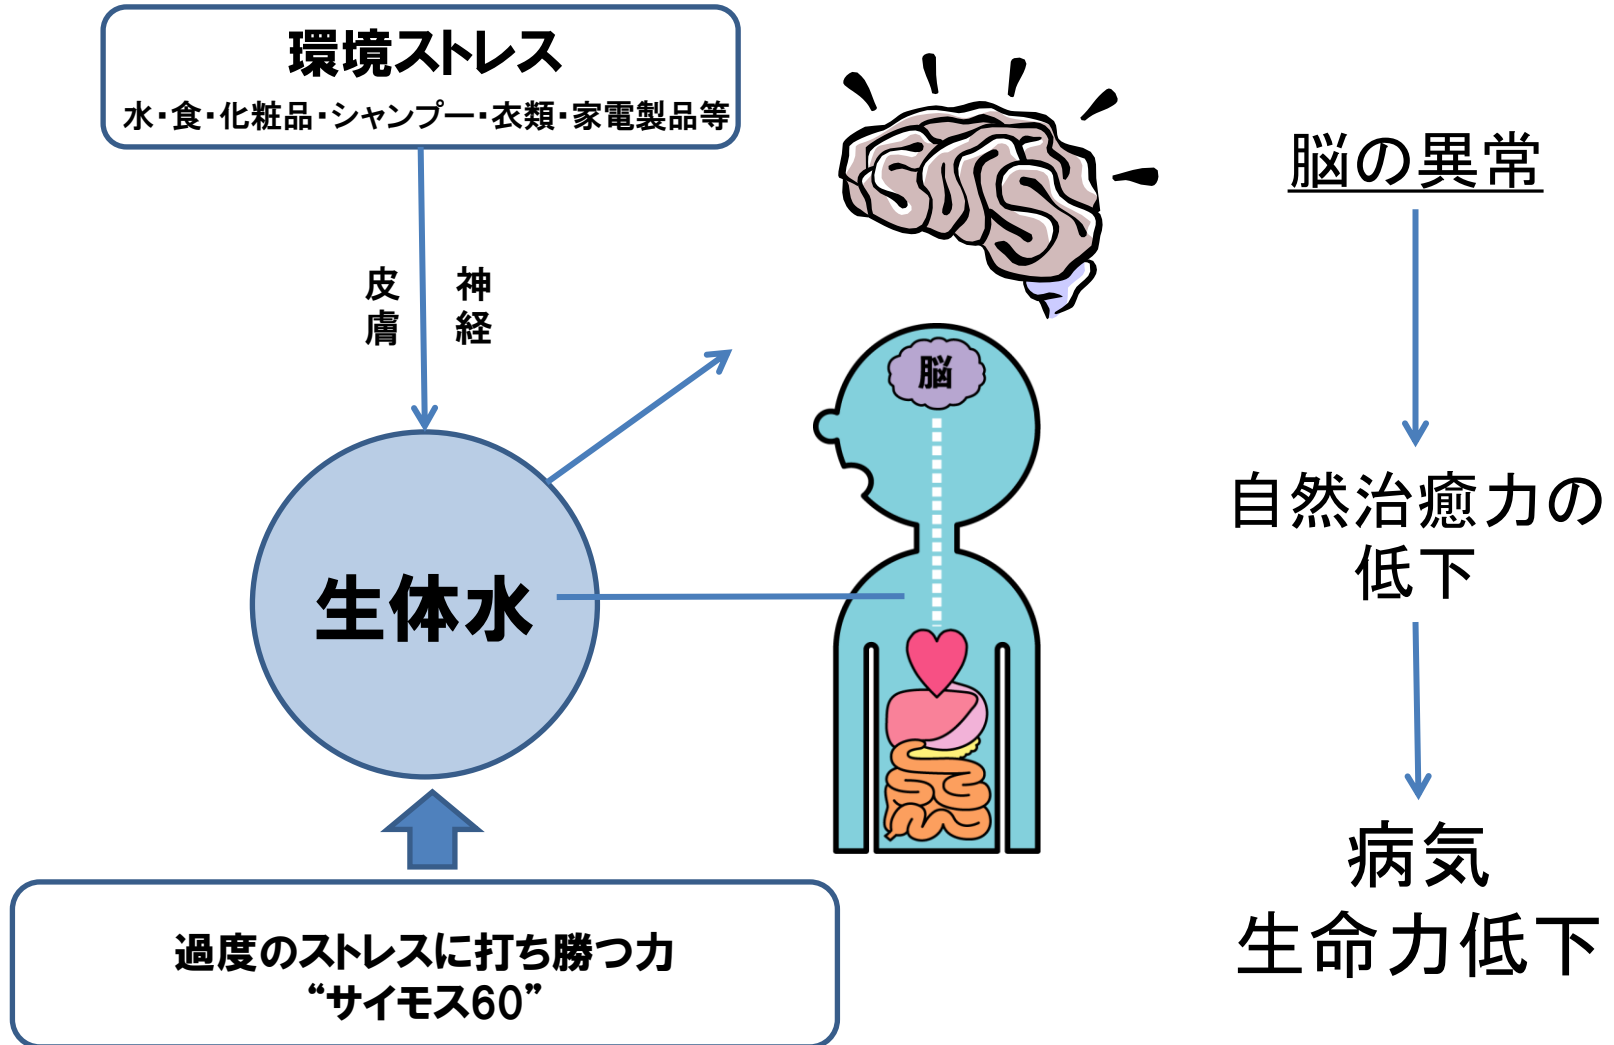 環境ストレス
水・食・化粧品・シャンプー・衣類・家電製品等
皮膚
神経
生体水
過度のストレスに打ち勝つ力
“サイモス60”
脳
脳の異常
自然治癒力の
低下
病気
生命力低下